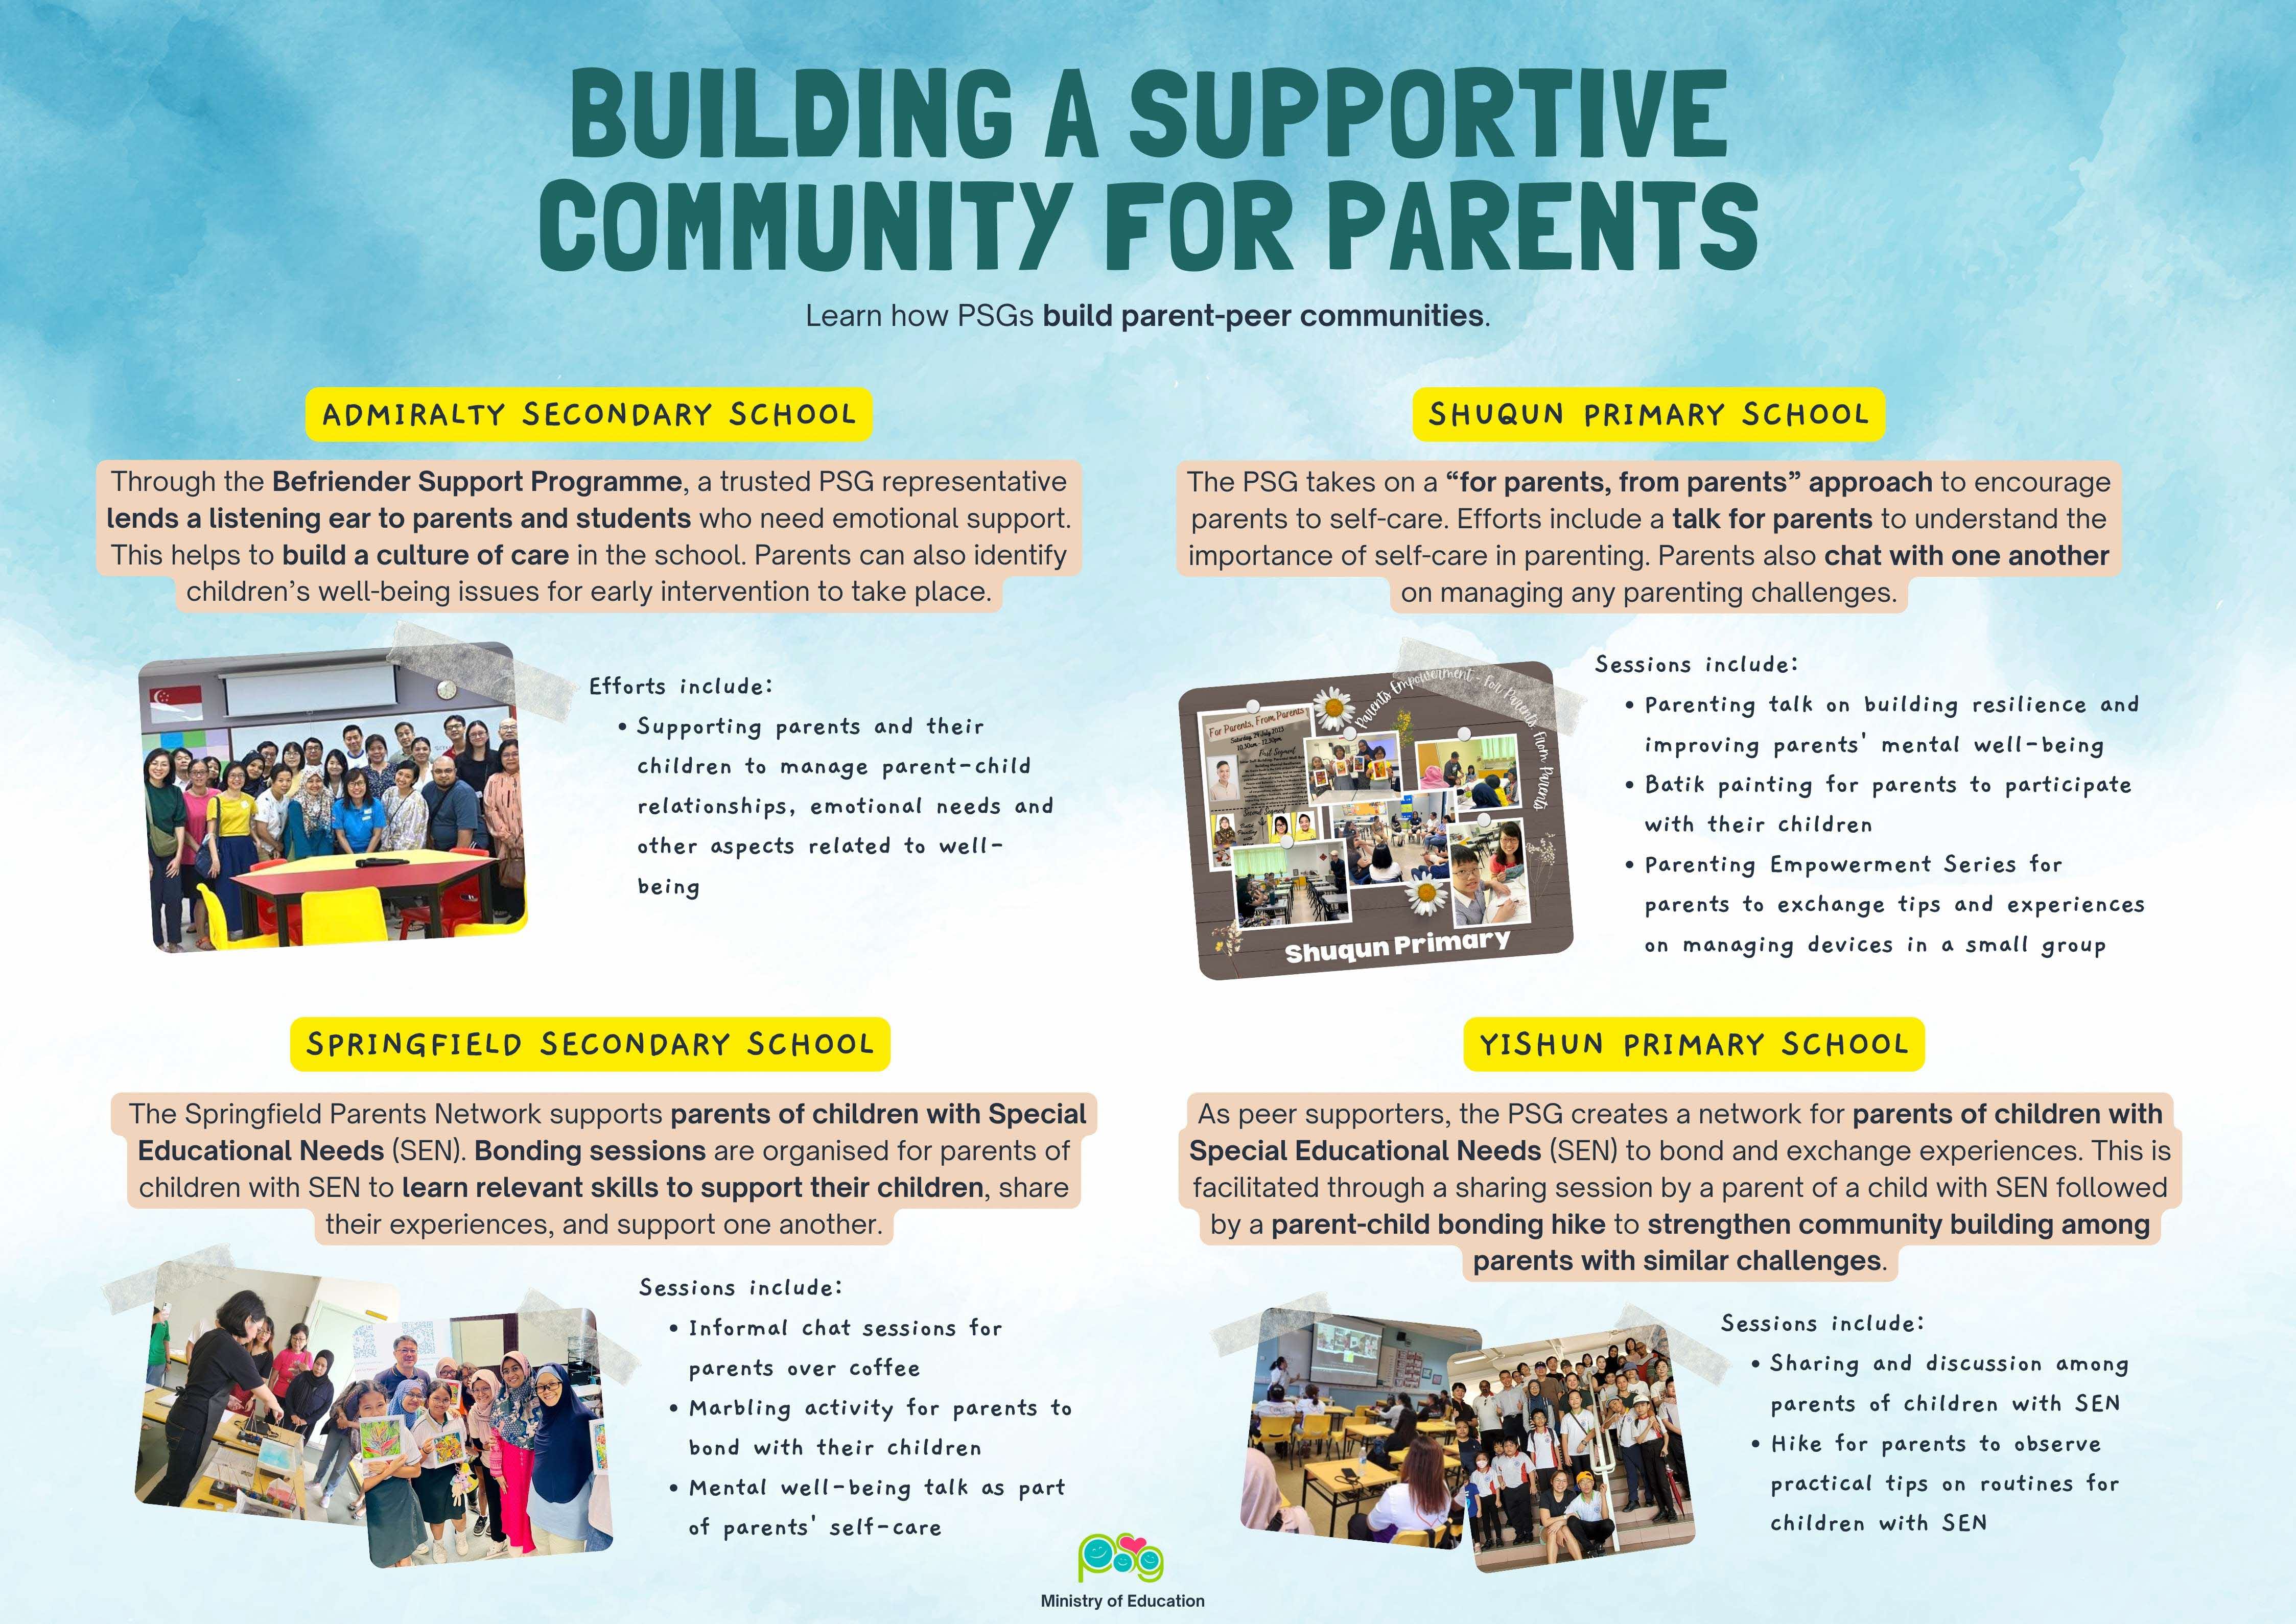 BUILDING A SUPPORTIVE
COMMUNITY FOR PARENTS
Learn how PSGs build parent-peer communities.
ADMIRALTY SECONDARY SCHOOL
Through the Befriender Support Programme, a trusted PSG representative
lends a listening ear to parents and students who need emotional support.
This helps to build a culture of care in the school. Parents can also identify
children's well-being issues for early intervention to take place.
Efforts include:
• Supporting parents and their
children to manage parent-child
relationships, emotional needs and
other aspects related to well-
being
SHUQUN PRIMARY SCHOOL
The PSG takes on a “for parents, from parents” approach to encourage
parents to self-care. Efforts include a talk for parents to understand the
importance of self-care in parenting. Parents also chat with one another
on managing any parenting challenges.
Parents Empowerment - For Parents, From Parents
For Parents, From Parents
First Segment
Second Segment
Shuqun Primary
Sessions include:
• Parenting talk on building resilience and
improving parents' mental well-being
• Batik painting for parents to participate
with their children
• Parenting Empowerment Series for
parents to exchange tips and experiences
on managing devices in a small group
SPRINGFIELD SECONDARY SCHOOL
The Springfield Parents Network supports parents of children with Special
Educational Needs (SEN). Bonding sessions are organised for parents of
children with SEN to learn relevant skills to support their children, share
their experiences, and support one another.
Sessions include:
• Informal chat sessions for
parents over coffee
• Marbling activity for parents to
bond with their children
• Mental well-being talk as part
of parents' self-care
YISHUN PRIMARY SCHOOL
As peer supporters, the PSG creates a network for parents of children with
Special Educational Needs (SEN) to bond and exchange experiences. This is
facilitated through a sharing session by a parent of a child with SEN followed
by a parent-child bonding hike to strengthen community building among
parents with similar challenges.
Sessions include:
• Sharing and discussion among
parents of children with SEN
• Hike for parents to observe
practical tips on routines for
children with SEN
psg
Ministry of Education